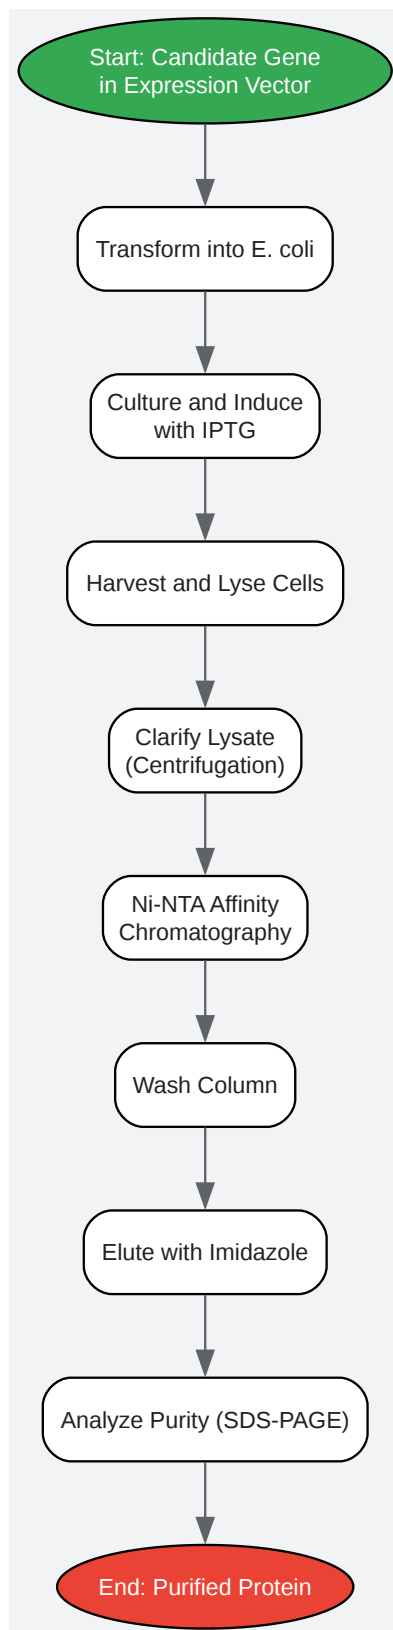 Start: Candidate Gene
in Expression Vector
Transform into E. coli
Culture and Induce
with IPTG
Harvest and Lyse Cells
Clarify Lysate
(Centrifugation)
Ni-NTA Affinity
Chromatography
Wash Column
Elute with Imidazole
Analyze Purity (SDS-PAGE)
End: Purified Protein